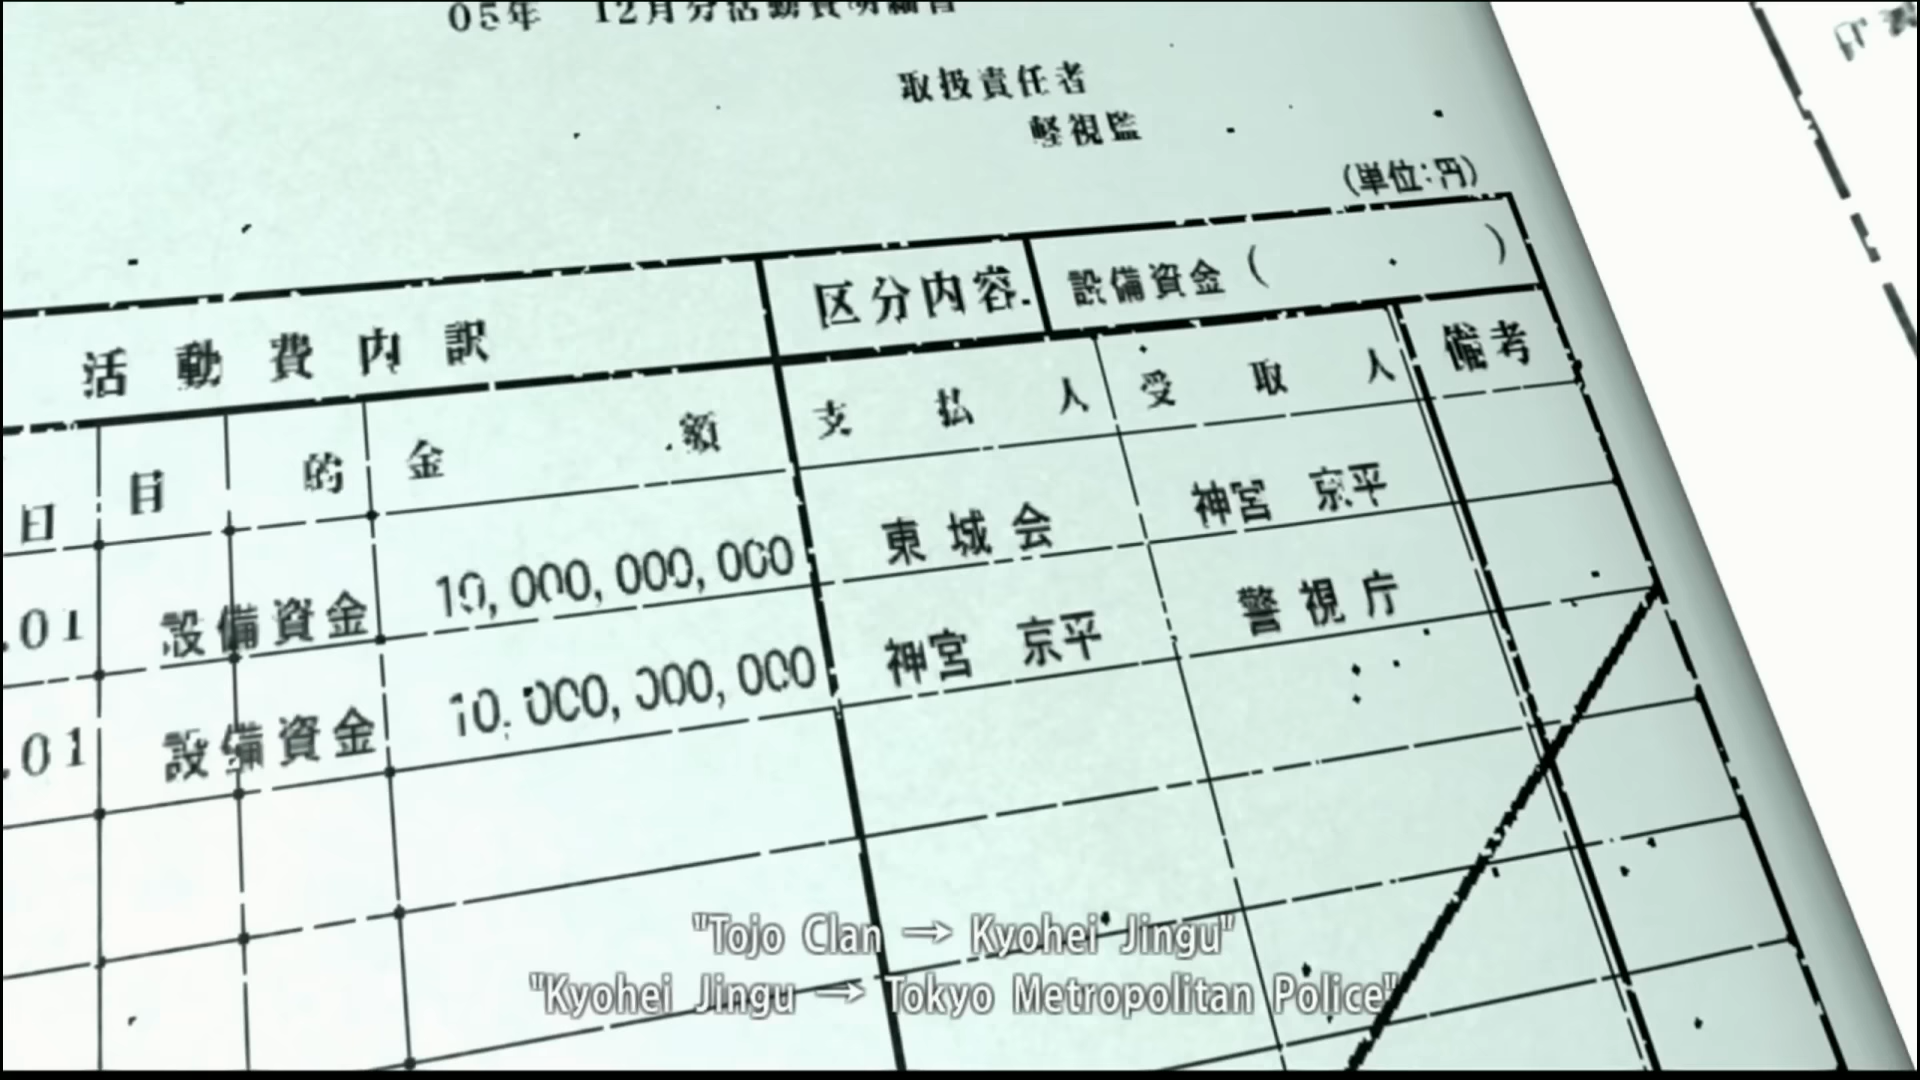 05年 12月分活動費明細書
取扱責任者
軽視監
(単位:円)
活動費内訳 区分内容 設備資金( )
日 目的 金額 支払人 受取人 備考
.01 設備資金 10,000,000,000 東城会 神宮 京平
.01 設備資金 10,000,000,000 神宮 京平 警視庁
"Tojo Clan → Kyohei Jingu"
"Kyohei Jingu → Tokyo Metropolitan Police"